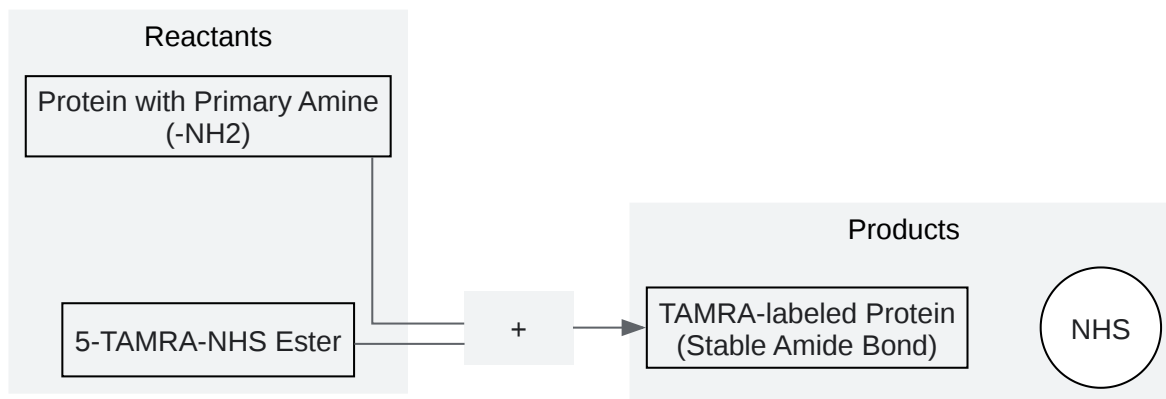 Reactants
Protein with Primary Amine
(-NH2)
5-TAMRA-NHS Ester
+
Products
TAMRA-labeled Protein
(Stable Amide Bond)
NHS